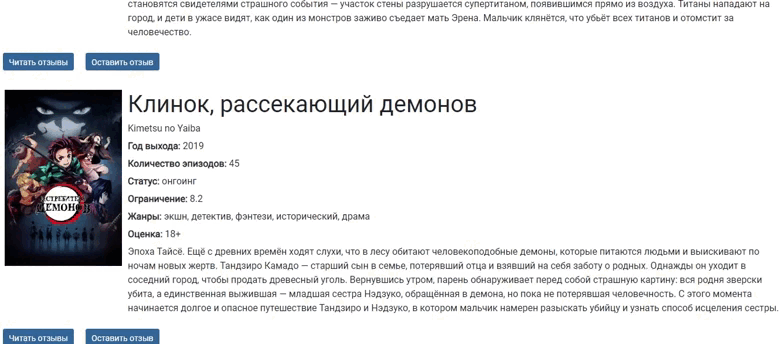 становятся свидетелями страшного события — участок стены разрушается супертитаном, появившимся прямо из воздуха. Титаны нападают на
город, и дети в ужасе видят, как один из монстров заживо съедает мать Эрена. Мальчик клянётся, что убьёт всех титанов и отомстит за
человечество.
Читать отзывы Оставить отзыв
Клинок, рассекающий демонов
Kimetsu no Yaiba
Год выхода: 2019
Количество эпизодов: 45
Статус: онгоинг
Ограничение: 8.2
Жанры: экшн, детектив, фэнтези, исторический, драма
Оценка: 18+
Эпоха Тайсё. Ещё с древних времён ходят слухи, что в лесу обитают человекоподобные демоны, которые питаются людьми и выискивают по
ночам новых жертв. Тандзиро Камадо — старший сын в семье, потерявший отца и взявший на себя заботу о родных. Однажды он уходит в
соседний город, чтобы продать древесный уголь. Вернувшись утром, парень обнаруживает перед собой страшную картину: вся родня зверски
убита, а единственная выжившая — младшая сестра Нэдзуко, обращённая в демона, но пока не потерявшая человечность. С этого момента
начинается долгое и опасное путешествие Тандзиро и Нэдзуко, в котором мальчик намерен разыскать убийцу и узнать способ исцеления сестры.
Читать отзывы Оставить отзыв